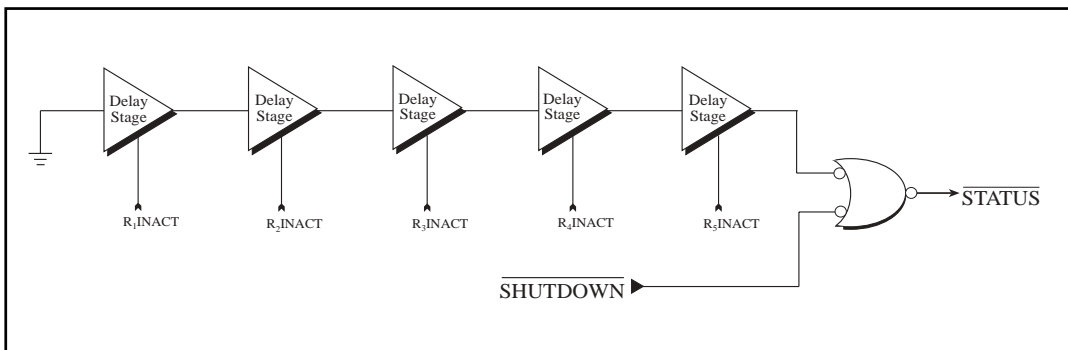 Delay
Stage
Delay
Stage
Delay
Stage
Delay
Stage
Delay
Stage
R₁INACT
R₂INACT
R₃INACT
R₄INACT
R₅INACT
STATUS
SHUTDOWN